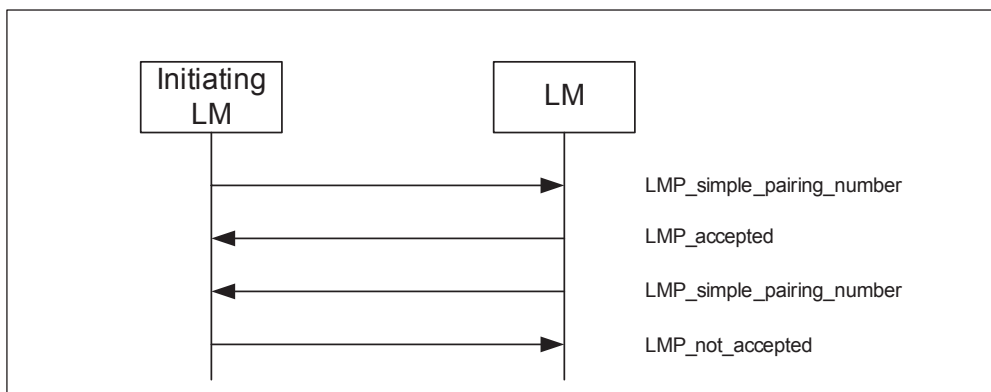 Initiating
LM
LM
LMP_simple_pairing_number
LMP_accepted
LMP_simple_pairing_number
LMP_not_accepted